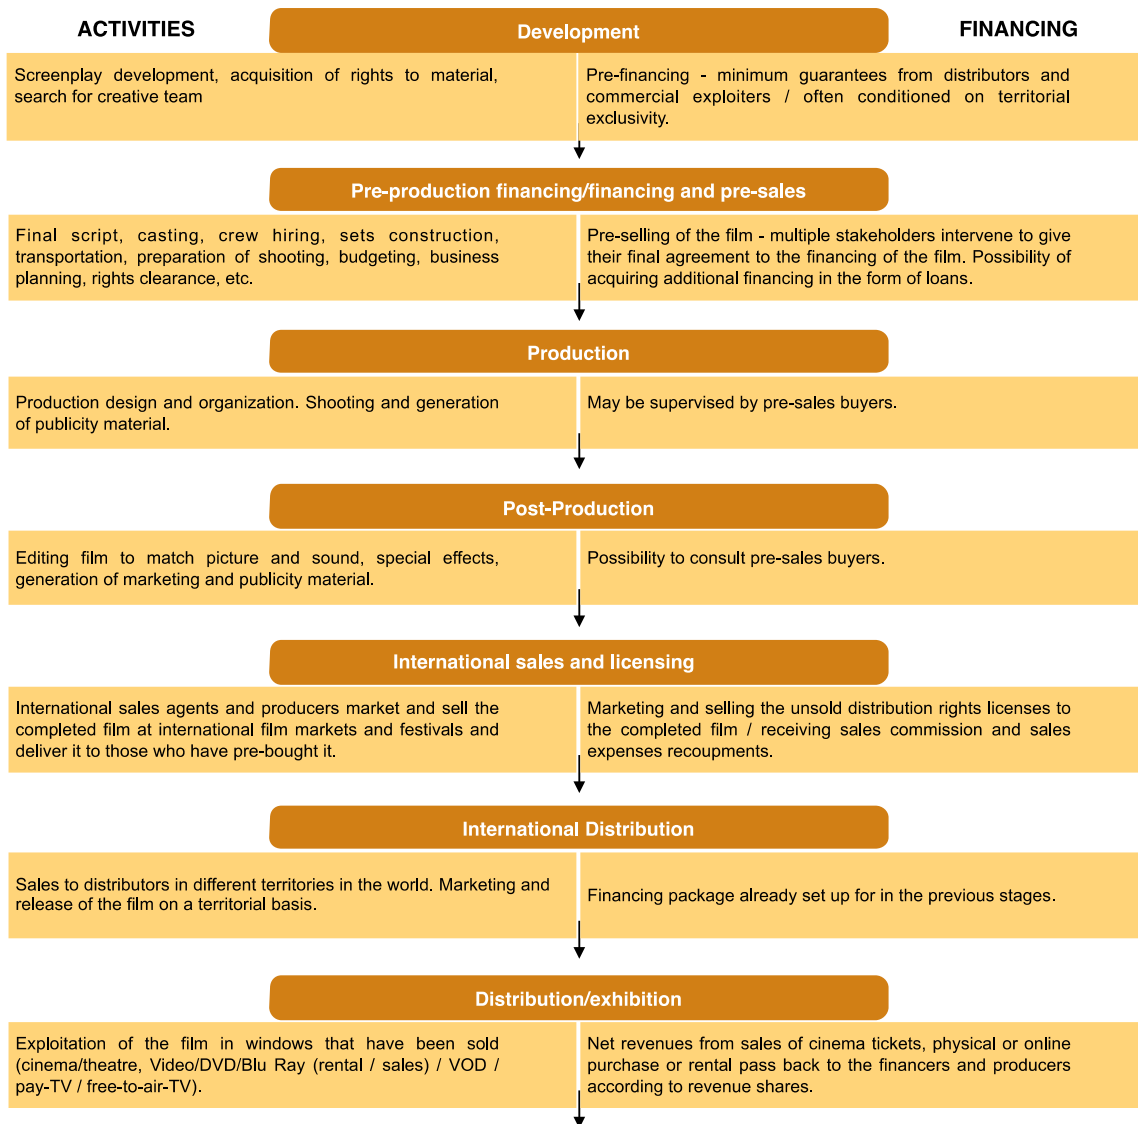 ACTIVITIES
Development
FINANCING
Screenplay development, acquisition of rights to material,
search for creative team
Pre-financing - minimum guarantees from distributors and
commercial exploiters / often conditioned on territorial
exclusivity.
Pre-production financing/financing and pre-sales
Final script, casting, crew hiring, sets construction,
transportation, preparation of shooting, budgeting, business
planning, rights clearance, etc.
Pre-selling of the film - multiple stakeholders intervene to give
their final agreement to the financing of the film. Possibility of
acquiring additional financing in the form of loans.
Production
Production design and organization. Shooting and generation
of publicity material.
May be supervised by pre-sales buyers.
Post-Production
Editing film to match picture and sound, special effects,
generation of marketing and publicity material.
Possibility to consult pre-sales buyers.
International sales and licensing
International sales agents and producers market and sell the
completed film at international film markets and festivals and
deliver it to those who have pre-bought it.
Marketing and selling the unsold distribution rights licenses to
the completed film / receiving sales commission and sales
expenses recoupments.
International Distribution
Sales to distributors in different territories in the world. Marketing and
release of the film on a territorial basis.
Financing package already set up for in the previous stages.
Distribution/exhibition
Exploitation of the film in windows that have been sold
(cinema/theatre, Video/DVD/Blu Ray (rental / sales) / VOD /
pay-TV / free-to-air-TV).
Net revenues from sales of cinema tickets, physical or online
purchase or rental pass back to the financers and producers
according to revenue shares.